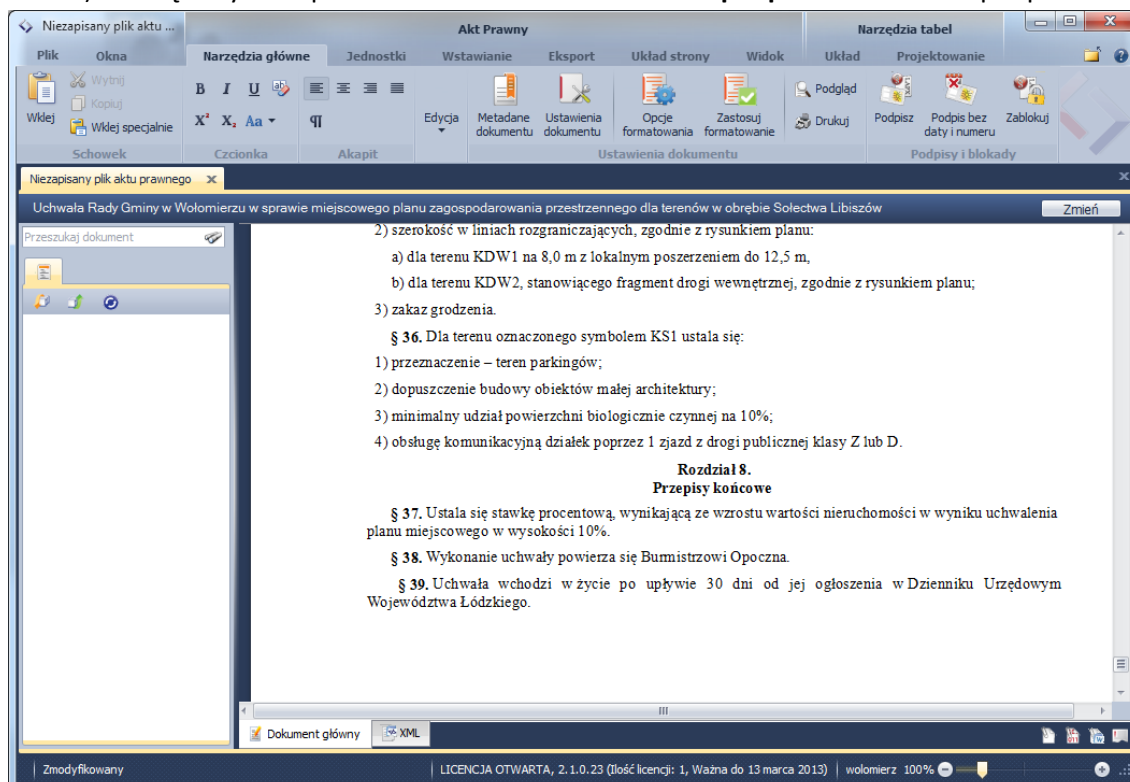 Niezapisany plik aktu ...
Akt Prawny
Narzędzia tabel
Plik Okna Narzędzia główne Jednostki Wstawianie Eksport Układ strony Widok Układ Projektowanie
Wklej
Wytnij
Kopiuj
Wklej specjalnie
Schowek
B I U ab
X² X₂ Aa
Czcionka
¶
Akapit
Edycja
Metadane dokumentu
Ustawienia dokumentu
Opcje formatowania
Zastosuj formatowanie
Ustawienia dokumentu
Podgląd
Drukuj
Podpisz
Podpis bez daty i numeru
Zablokuj
Podpisy i blokady
Niezapisany plik aktu prawnego x
Uchwała Rady Gminy w Wołomierzu w sprawie miejscowego planu zagospodarowania przestrzennego dla terenów w obrębie Sołectwa Libiszów
Zmień
Przeszukaj dokument
2) szerokość w liniach rozgraniczających, zgodnie z rysunkiem planu:
a) dla terenu KDW1 na 8,0 m z lokalnym poszerzeniem do 12,5 m,
b) dla terenu KDW2, stanowiącego fragment drogi wewnętrznej, zgodnie z rysunkiem planu;
3) zakaz grodzenia.
§ 36. Dla terenu oznaczonego symbolem KS1 ustala się:
1) przeznaczenie – teren parkingów;
2) dopuszczenie budowy obiektów małej architektury;
3) minimalny udział powierzchni biologicznie czynnej na 10%;
4) obsługę komunikacyjną działek poprzez 1 zjazd z drogi publicznej klasy Z lub D.
Rozdział 8.
Przepisy końcowe
§ 37. Ustala się stawkę procentową, wynikającą ze wzrostu wartości nieruchomości w wyniku uchwalenia
planu miejscowego w wysokości 10%.
§ 38. Wykonanie uchwały powierza się Burmistrzowi Opoczna.
§ 39. Uchwała wchodzi w życie po upływie 30 dni od jej ogłoszenia w Dzienniku Urzędowym
Województwa Łódzkiego.
Dokument główny XML
Zmodyfikowany
LICENCJA OTWARTA, 2.1.0.23 (Ilość licencji: 1, Ważna do 13 marca 2013) wolomierz 100%